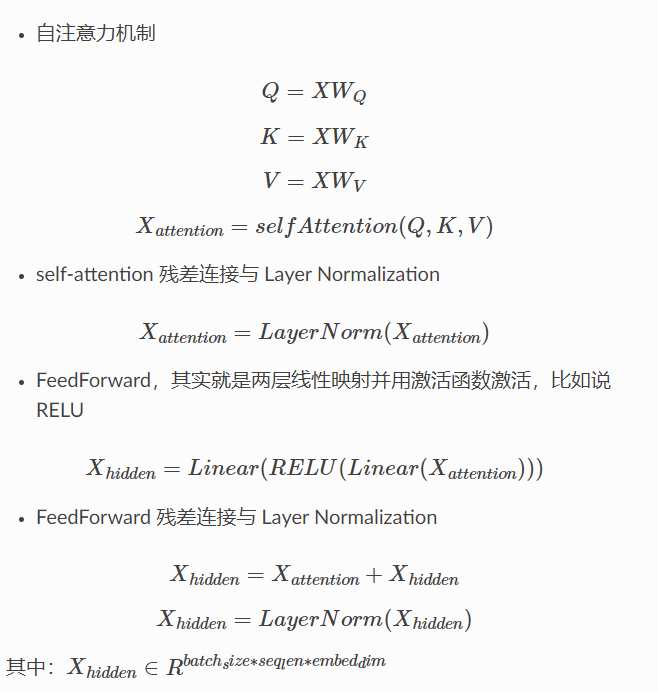 • 自注意力机制
Q = XW_Q
K = XW_K
V = XW_V
X_{attention} = selfAttention(Q, K, V)
• self-attention 残差连接与 Layer Normalization
X_{attention} = LayerNorm(X_{attention})
• FeedForward，其实就是两层线性映射并用激活函数激活，比如说
RELU
X_{hidden} = Linear(RELU(Linear(X_{attention})))
• FeedForward 残差连接与 Layer Normalization
X_{hidden} = X_{attention} + X_{hidden}
X_{hidden} = LayerNorm(X_{hidden})
其中：X_{hidden} ∈ R^{batch_size∗seq_len∗embed_dim}